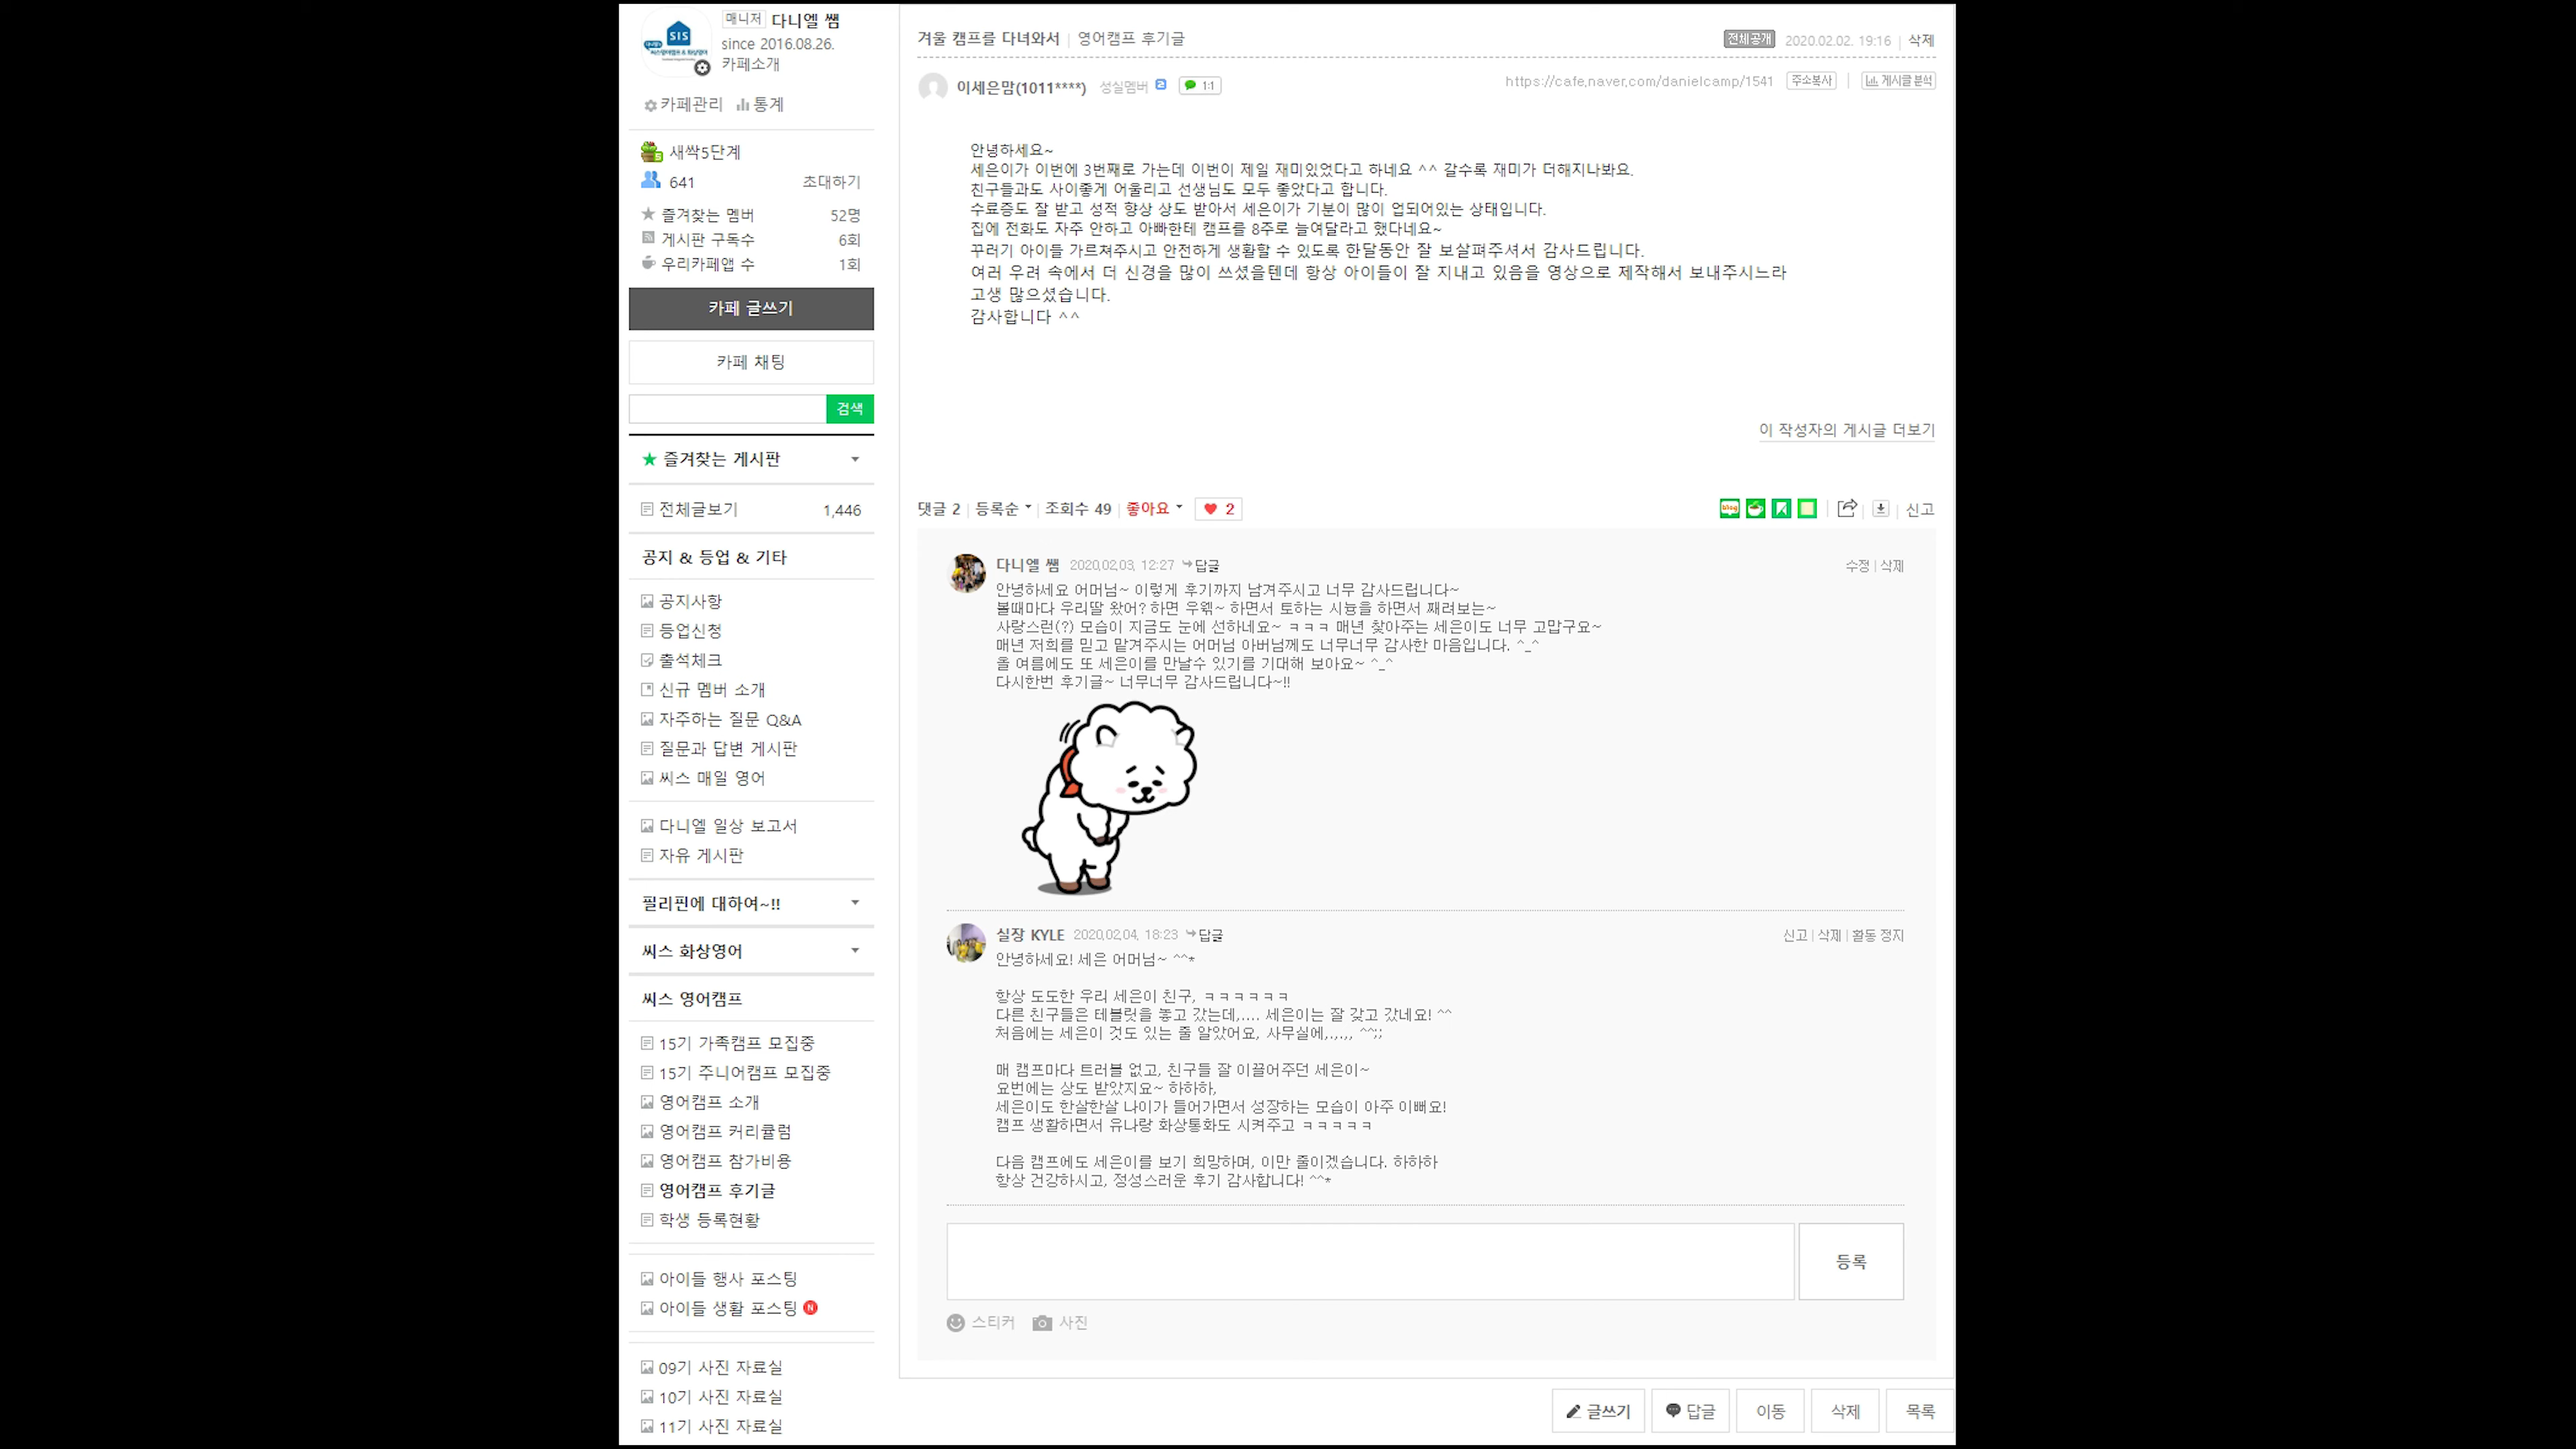 매니저 다니엘 쌤
since 2016.08.26.
카페소개
SIS
카페관리 통계
새싹5단계
641 초대하기
즐겨찾는 멤버 52명
게시판 구독수 6회
우리카페앱 수 1회
카페 글쓰기
카페 채팅
검색
즐겨찾는 게시판
전체글보기 1,446
공지 & 등업 & 기타
공지사항
등업신청
출석체크
신규 멤버 소개
자주하는 질문 Q&A
질문과 답변 게시판
씨스 매일 영어
다니엘 일상 보고서
자유 게시판
필리핀에 대하여~!!
씨스 화상영어
씨스 영어캠프
15기 가족캠프 모집중
15기 주니어캠프 모집중
영어캠프 소개
영어캠프 커리큘럼
영어캠프 참가비용
영어캠프 후기글
학생 등록현황
아이들 행사 포스팅
아이들 생활 포스팅 N
09기 사진 자료실
10기 사진 자료실
11기 사진 자료실
겨울 캠프를 다녀와서 | 영어캠프 후기글 전체공개 2020.02.02. 19:16 | 삭제
이세은맘(1011****) 성실멤버 1:1 https://cafe.naver.com/danielcamp/1541 주소복사 | 게시글 분석
안녕하세요~
세은이가 이번에 3번째로 가는데 이번이 제일 재미있었다고 하네요 ^^ 갈수록 재미가 더해지나봐요.
친구들과도 사이좋게 어울리고 선생님도 모두 좋았다고 합니다.
수료증도 잘 받고 성적 향상 상도 받아서 세은이가 기분이 많이 업되어있는 상태입니다.
집에 전화도 자주 안하고 아빠한테 캠프를 8주로 늘여달라고 했다네요~
꾸러기 아이들 가르쳐주시고 안전하게 생활할 수 있도록 한달동안 잘 보살펴주셔서 감사드립니다.
여러 우려 속에서 더 신경을 많이 쓰셨을텐데 항상 아이들이 잘 지내고 있음을 영상으로 제작해서 보내주시느라
고생 많으셨습니다.
감사합니다 ^^
이 작성자의 게시글 더보기
댓글 2 | 등록순 | 조회수 49 | 좋아요 2 blog | 신고
다니엘 쌤 2020.02.03. 12:27 답글 수정 | 삭제
안녕하세요 어머님~ 이렇게 후기까지 남겨주시고 너무 감사드립니다~
볼때마다 우리딸 왔어? 하면 우웩~ 하면서 토하는 시늉을 하면서 째려보는~
사랑스런(?) 모습이 지금도 눈에 선하네요~ ㅋㅋㅋ 매년 찾아주는 세은이도 너무 고맙구요~
매년 저희를 믿고 맡겨주시는 어머님 아버님께도 너무너무 감사한 마음입니다. ^_^
올 여름에도 또 세은이를 만날수 있기를 기대해 보아요~ ^_^
다시한번 후기글~ 너무너무 감사드립니다~!!
실장 KYLE 2020.02.04. 18:23 답글 신고 | 삭제 | 활동 정지
안녕하세요! 세은 어머님~ ^^*
항상 도도한 우리 세은이 친구, ㅋㅋㅋㅋㅋㅋ
다른 친구들은 테블릿을 놓고 갔는데,.... 세은이는 잘 갖고 갔네요! ^^
처음에는 세은이 것도 있는 줄 알았어요, 사무실에,.,.,, ^^;;
매 캠프마다 트러블 없고, 친구들 잘 이끌어주던 세은이~
요번에는 상도 받았지요~ 하하하,
세은이도 한살한살 나이가 들어가면서 성장하는 모습이 아주 이뻐요!
캠프 생활하면서 유나랑 화상통화도 시켜주고 ㅋㅋㅋㅋㅋ
다음 캠프에도 세은이를 보기 희망하며, 이만 줄이겠습니다. 하하하
항상 건강하시고, 정성스러운 후기 감사합니다! ^^*
등록
스티커 사진
글쓰기 답글 이동 삭제 목록